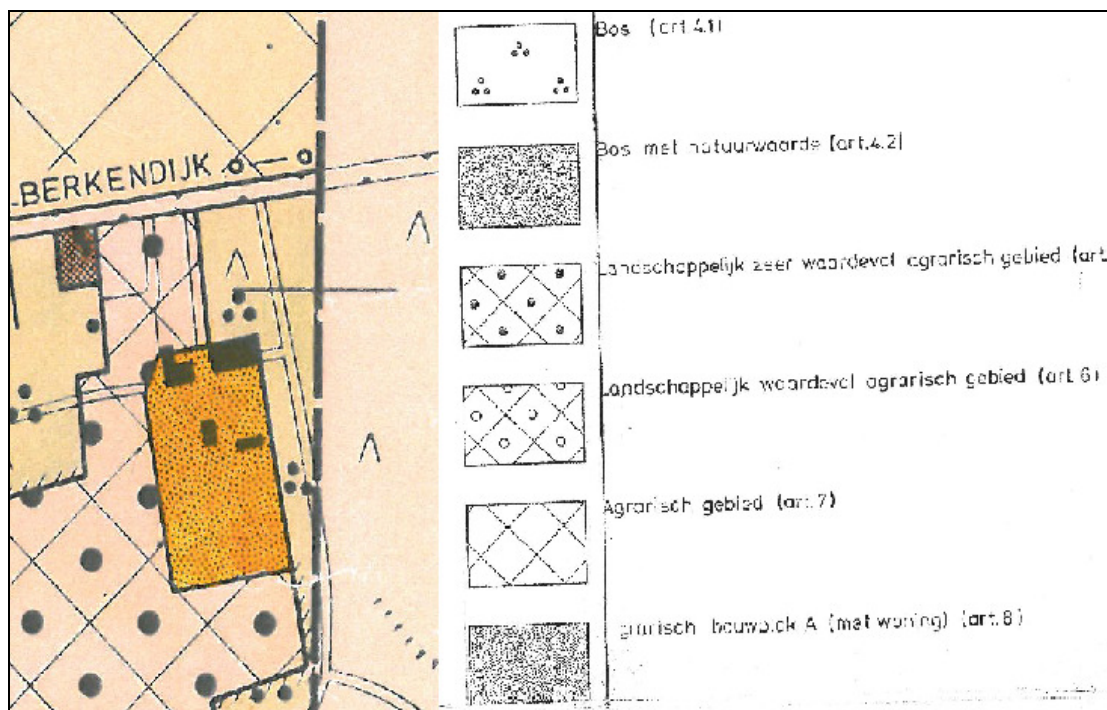 BERKENDIJK
Bos (art.4.1)
Bos met natuurwaarde (art.4.2)
Landschappelijk zeer waardevol agrarisch gebied (art.
Landschappelijk waardevol agrarisch gebied (art.6)
Agrarisch gebied (art.7)
grarisch bouwblok A (met woning) (art.8)